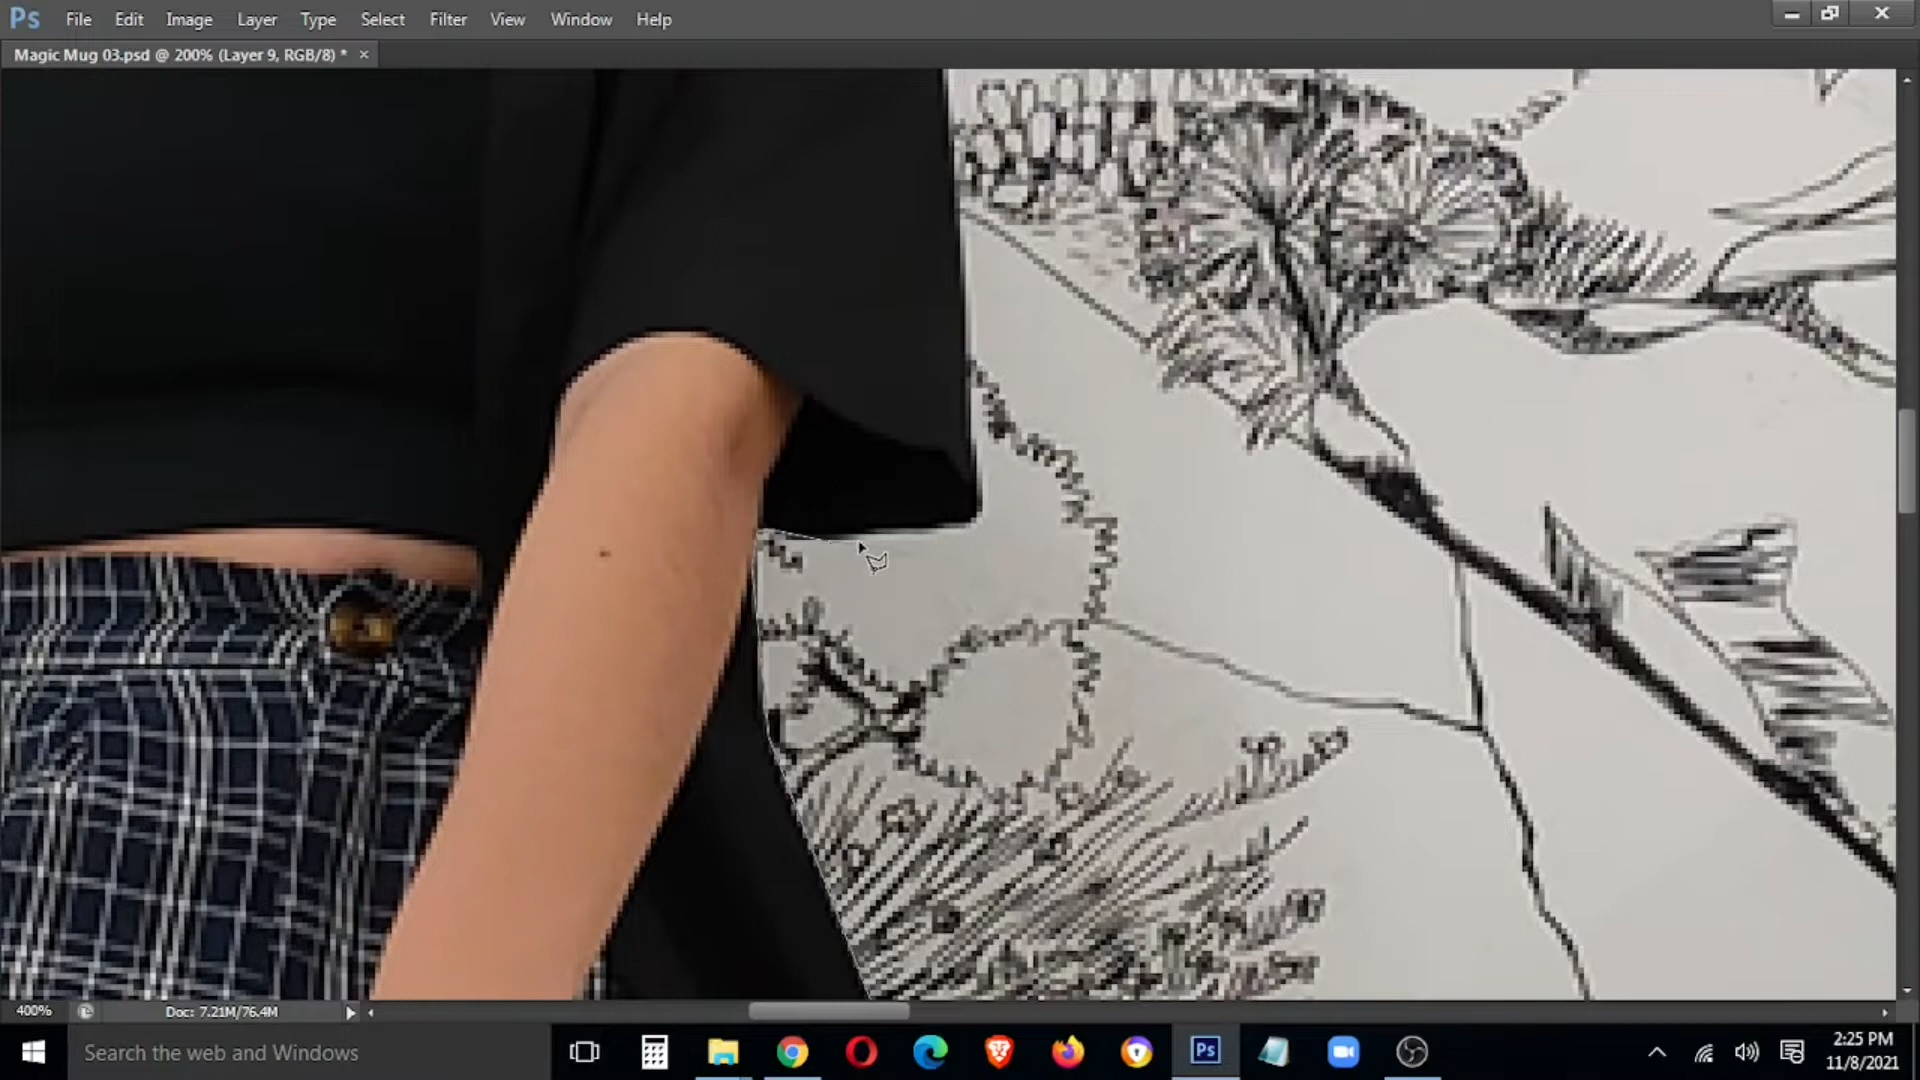 Ps File Edit Image Layer Type Select Filter View Window Help
Magic Mug 03.psd @ 200% (Layer 9, RGB/8) * ×
400% Doc: 7.21M/76.4M
Search the web and Windows
Ps
2:25 PM
11/8/2021